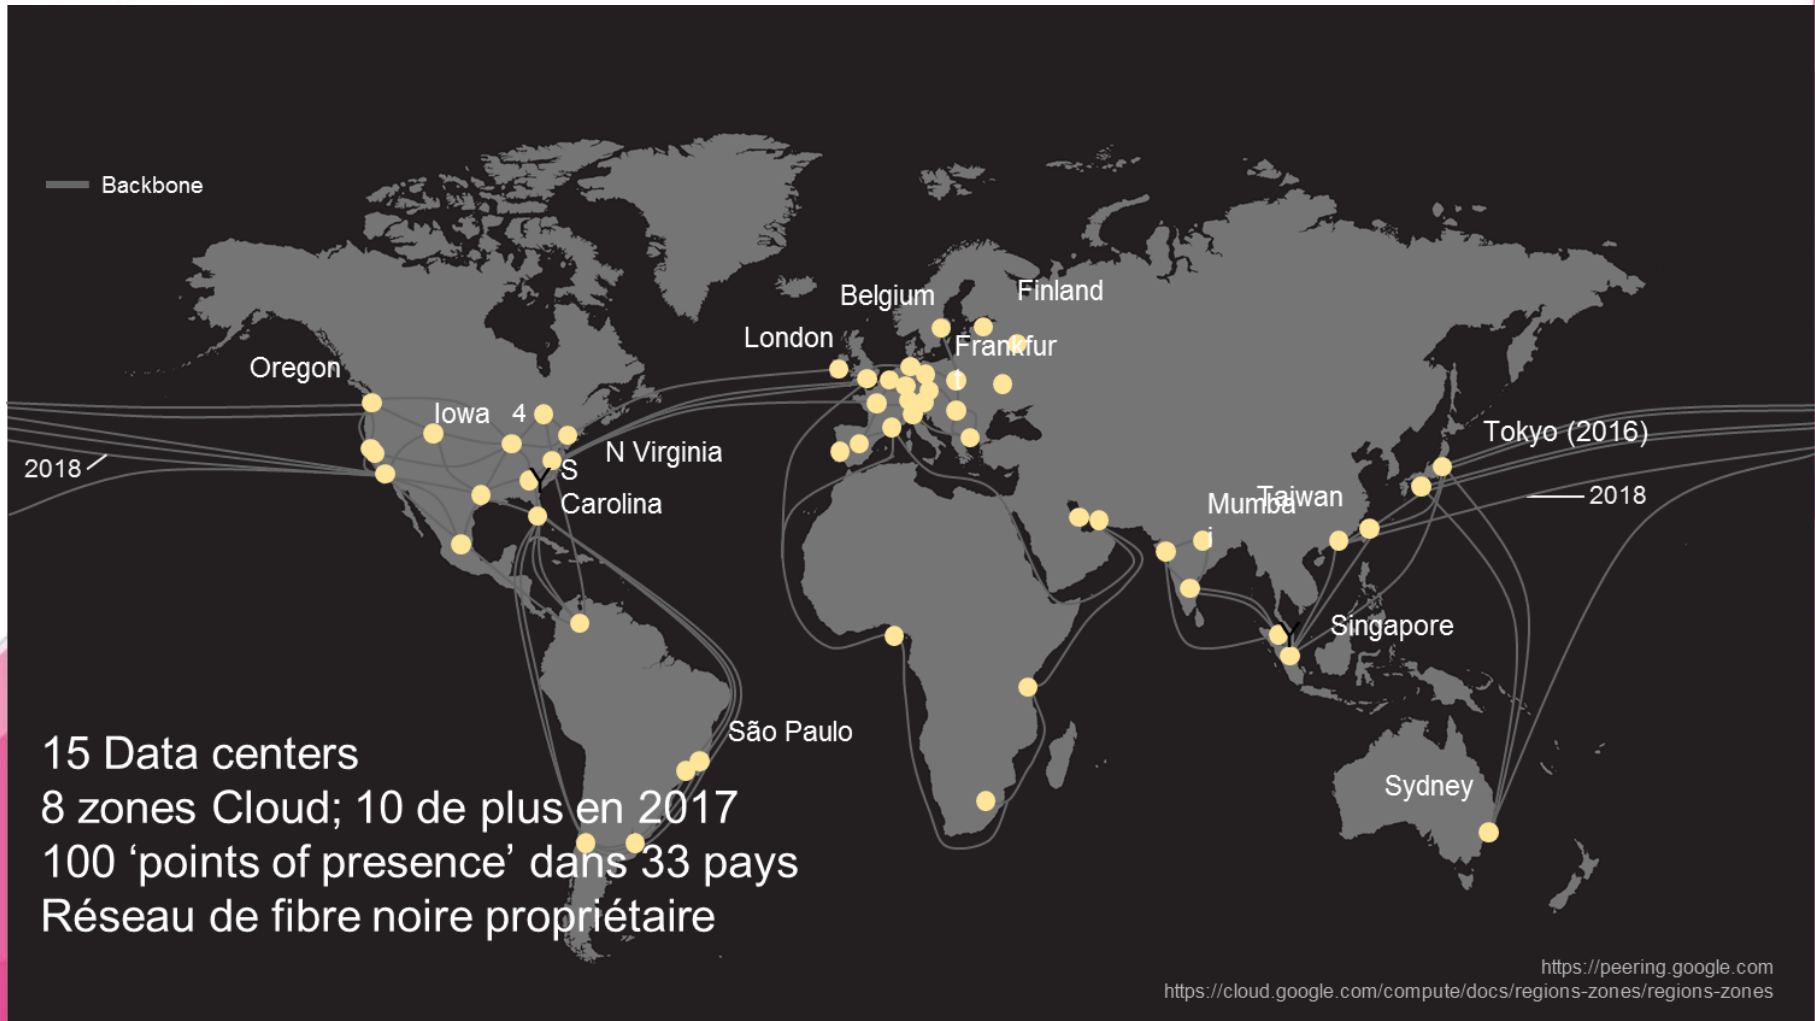 Backbone
Belgium
Finland
London
Frankfur
t
Oregon
Iowa 4
N Virginia
2018
Y
S
Carolina
Tokyo (2016)
2018
Taiwan
Mumba
i
Y
Singapore
São Paulo
Sydney
15 Data centers
8 zones Cloud; 10 de plus en 2017
100 ‘points of presence’ dans 33 pays
Réseau de fibre noire propriétaire
https://peering.google.com
https://cloud.google.com/compute/docs/regions-zones/regions-zones